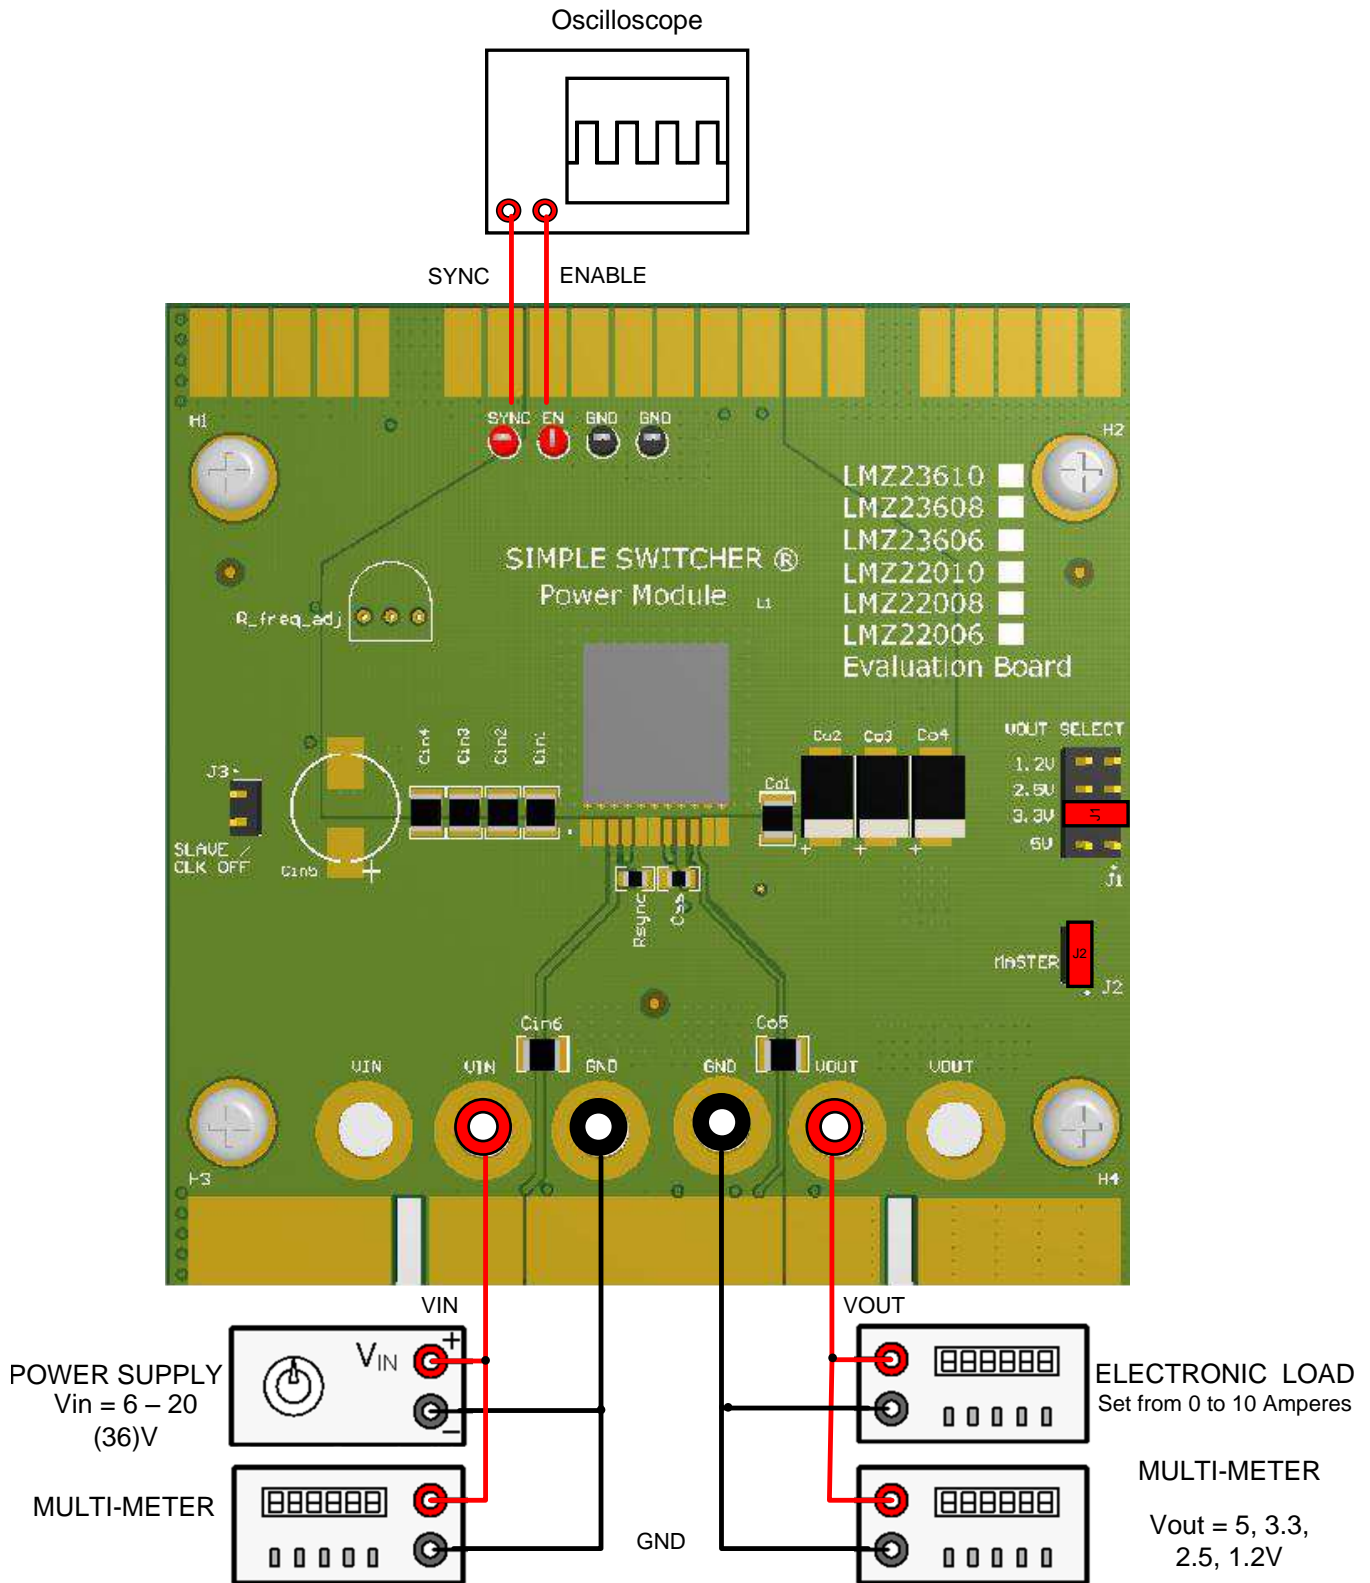 Oscilloscope
SYNC
ENABLE
SYNC EN GND GND
H1
H2
LMZ23610
LMZ23608
LMZ23606
LMZ22010
LMZ22008
LMZ22006
Evaluation Board
SIMPLE SWITCHER ®
Power Module
L1
R_freq_adj
Cin4
Cin3
Cin2
Cin1
Co2
Co3
Co4
Co1
VOUT SELECT
1.2V
2.5V
3.3V
5V
J1
J1
J3
SLAVE /
CLK OFF
Cin5
+
+
+
+
Rsync
Css
MASTER
J2
J2
Cin6
Co5
VIN
VIN
GND
GND
VOUT
VOUT
H3
H4
VIN
VOUT
POWER SUPPLY
Vin = 6 – 20
(36)V
VIN
+
–
ELECTRONIC LOAD
Set from 0 to 10 Amperes
MULTI-METER
GND
MULTI-METER
Vout = 5, 3.3,
2.5, 1.2V